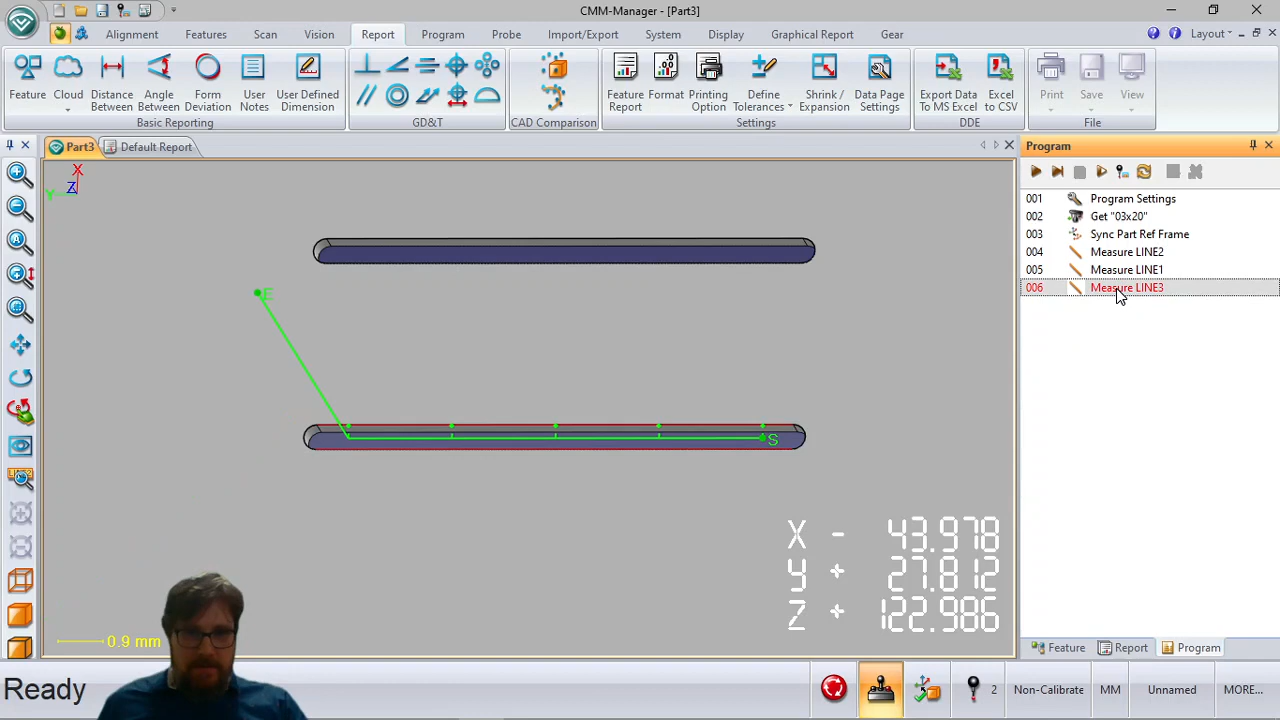 CMM-Manager - [Part3]
Alignment Features Scan Vision Report Program Probe Import/Export System Display Graphical Report Gear Layout
Feature Cloud Distance Between Angle Between Form Deviation User Notes User Defined Dimension
Feature Report Format Printing Option Define Tolerances Shrink / Expansion Data Page Settings Export Data To MS Excel Excel to CSV Print Save View
Basic Reporting GD&T CAD Comparison Settings DDE File
Part3 Default Report
Program
X
Y Z
001 Program Settings
002 Get "03x20"
003 Sync Part Ref Frame
004 Measure LINE2
005 Measure LINE1
006 Measure LINE3
E
S
X - 43.978
Y + 27.812
Z + 122.986
0.9 mm
Feature Report Program
Ready 2 Non-Calibrate MM Unnamed MORE...